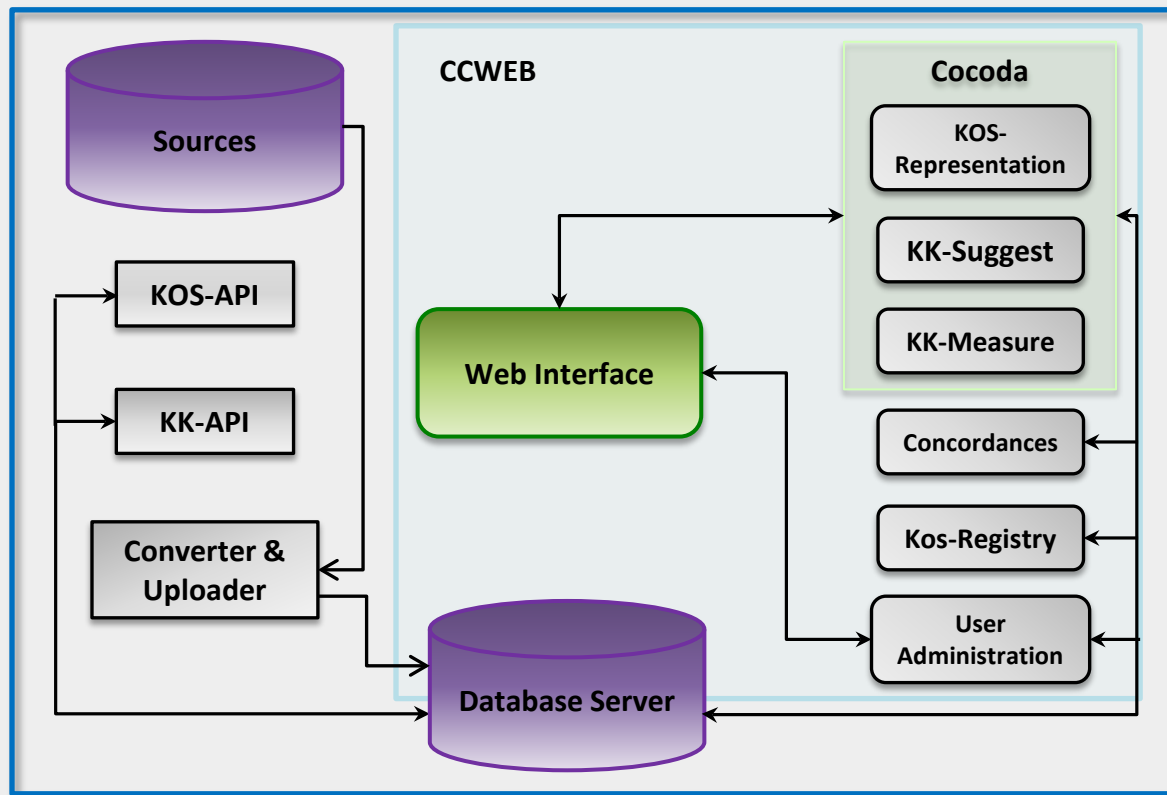 Sources
KOS-API
KK-API
Converter &
Uploader
CCWEB
Web Interface
Database Server
Cocoda
KOS-
Representation
KK-Suggest
KK-Measure
Concordances
Kos-Registry
User
Administration